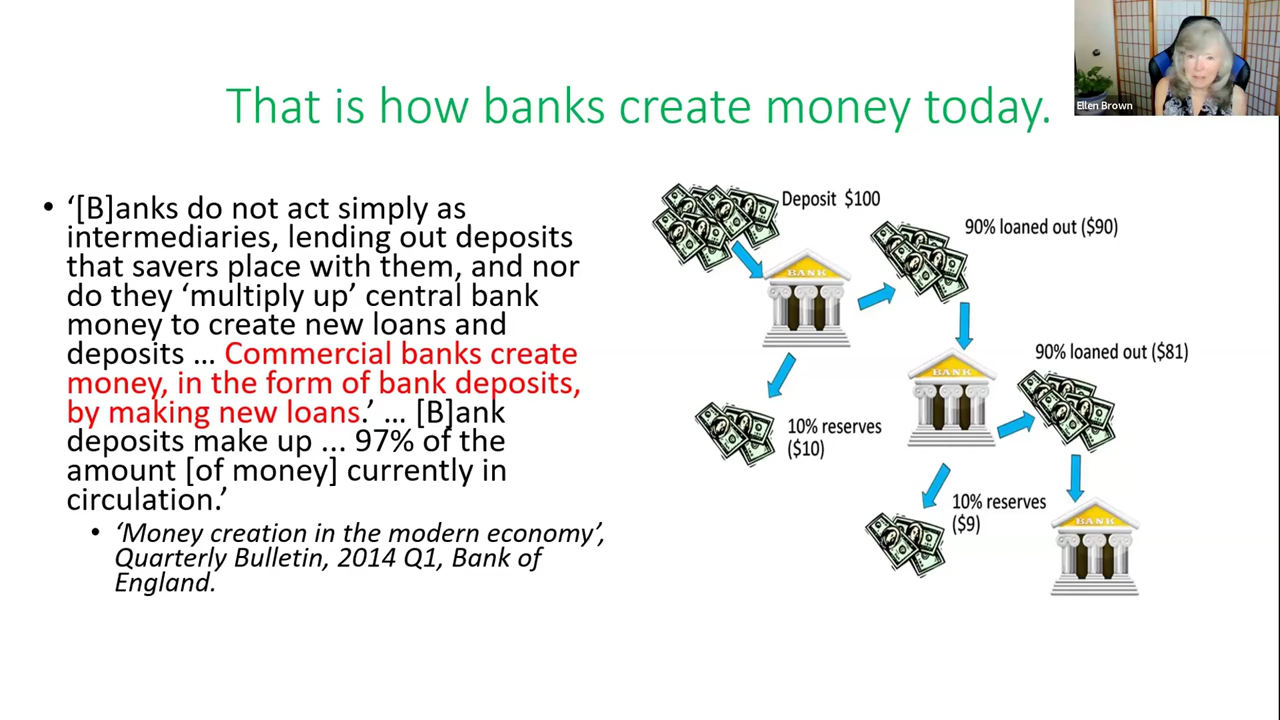 Ellen Brown
That is how banks create money today.
• ‘[B]anks do not act simply as
intermediaries, lending out deposits
that savers place with them, and nor
do they ‘multiply up’ central bank
money to create new loans and
deposits … Commercial banks create
money, in the form of bank deposits,
by making new loans.’ … [B]ank
deposits make up ... 97% of the
amount [of money] currently in
circulation.’
• ‘Money creation in the modern economy’,
Quarterly Bulletin, 2014 Q1, Bank of
England.
Deposit $100
90% loaned out ($90)
BANK
10% reserves
($10)
90% loaned out ($81)
BANK
10% reserves
($9)
BANK